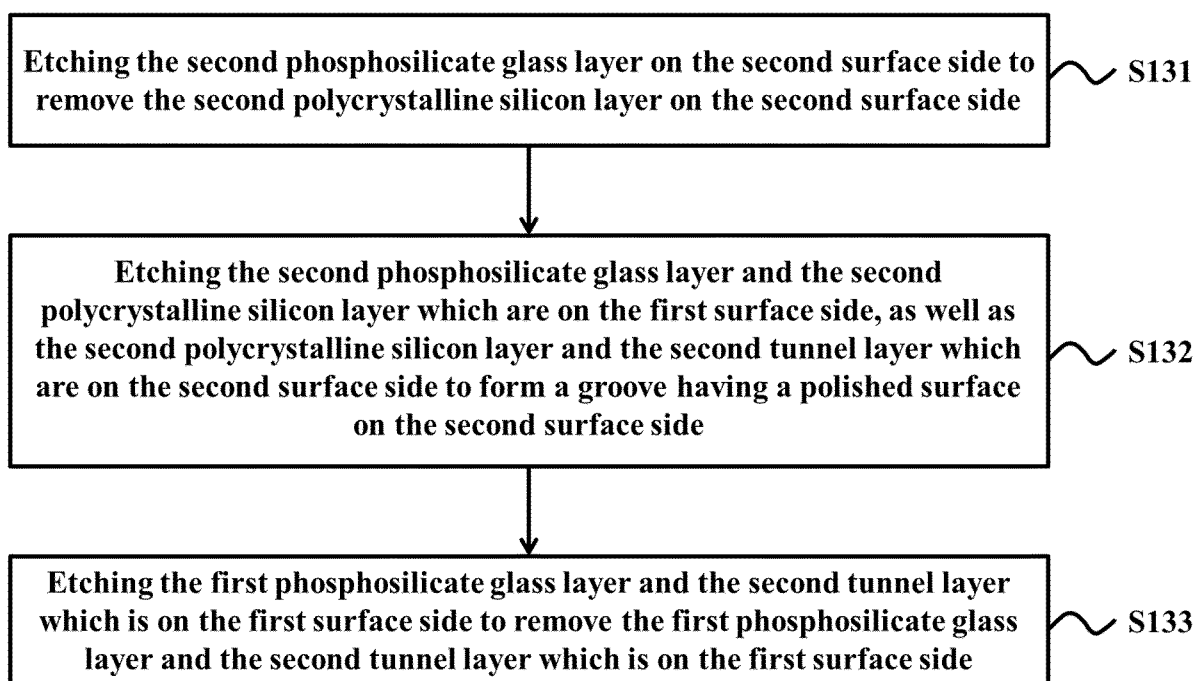 Etching the second phosphosilicate glass layer on the second surface side to
remove the second polycrystalline silicon layer on the second surface side
S131
Etching the second phosphosilicate glass layer and the second
polycrystalline silicon layer which are on the first surface side, as well as
the second polycrystalline silicon layer and the second tunnel layer which
are on the second surface side to form a groove having a polished surface
on the second surface side
S132
Etching the first phosphosilicate glass layer and the second tunnel layer
which is on the first surface side to remove the first phosphosilicate glass
layer and the second tunnel layer which is on the first surface side
S133